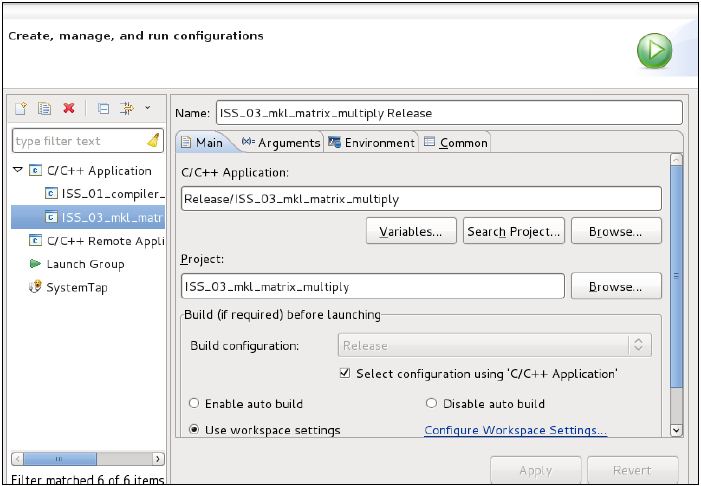 Create, manage, and run configurations
type filter text
C/C++ Application
ISS_01_compiler_
ISS_03_mkl_matr
C/C++ Remote Appli
Launch Group
SystemTap
Filter matched 6 of 6 items
Name: ISS_03_mkl_matrix_multiply Release
Main (x)= Arguments Environment Common
C/C++ Application:
Release/ISS_03_mkl_matrix_multiply
Variables... Search Project... Browse...
Project:
ISS_03_mkl_matrix_multiply Browse...
Build (if required) before launching
Build configuration: Release
Select configuration using 'C/C++ Application'
Enable auto build Disable auto build
Use workspace settings Configure Workspace Settings...
Apply Revert